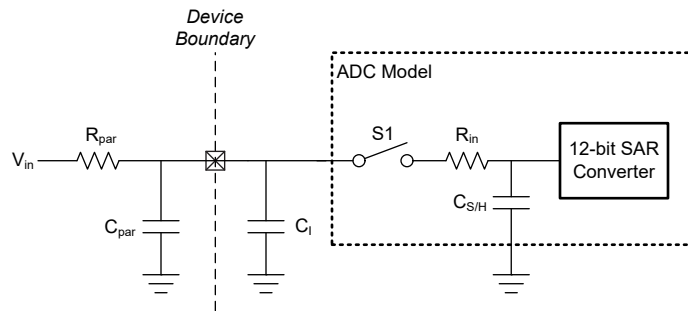 Device
Boundary
ADC Model
R_par
S1
R_in
V_in
12-bit SAR
Converter
C_par
C_I
C_S/H